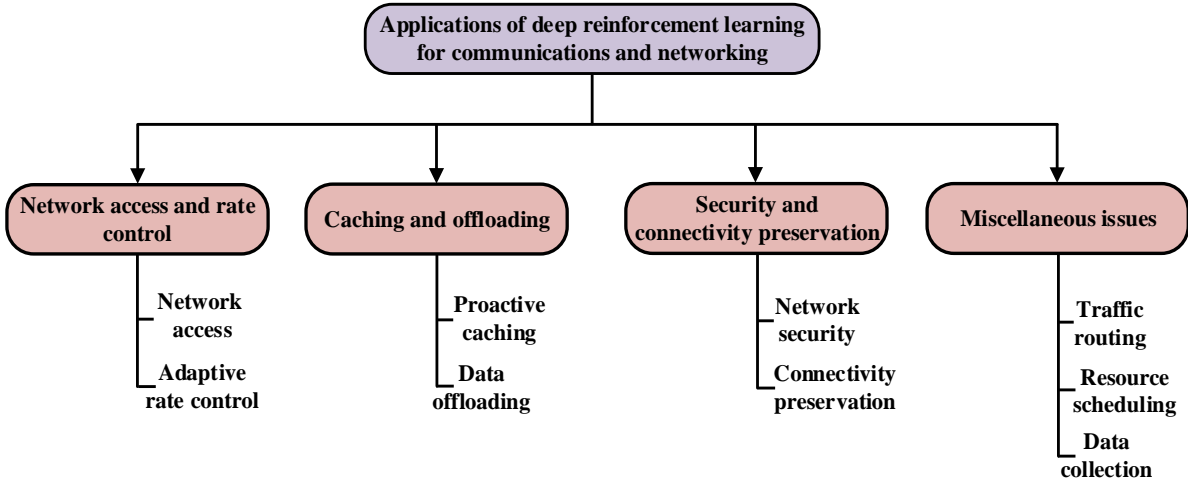 Applications of deep reinforcement learning
for communications and networking
Network access and rate
control
Caching and offloading
Security and
connectivity preservation
Miscellaneous issues
Network
access
Adaptive
rate control
Proactive
caching
Data
offloading
Network
security
Connectivity
preservation
Traffic
routing
Resource
scheduling
Data
collection